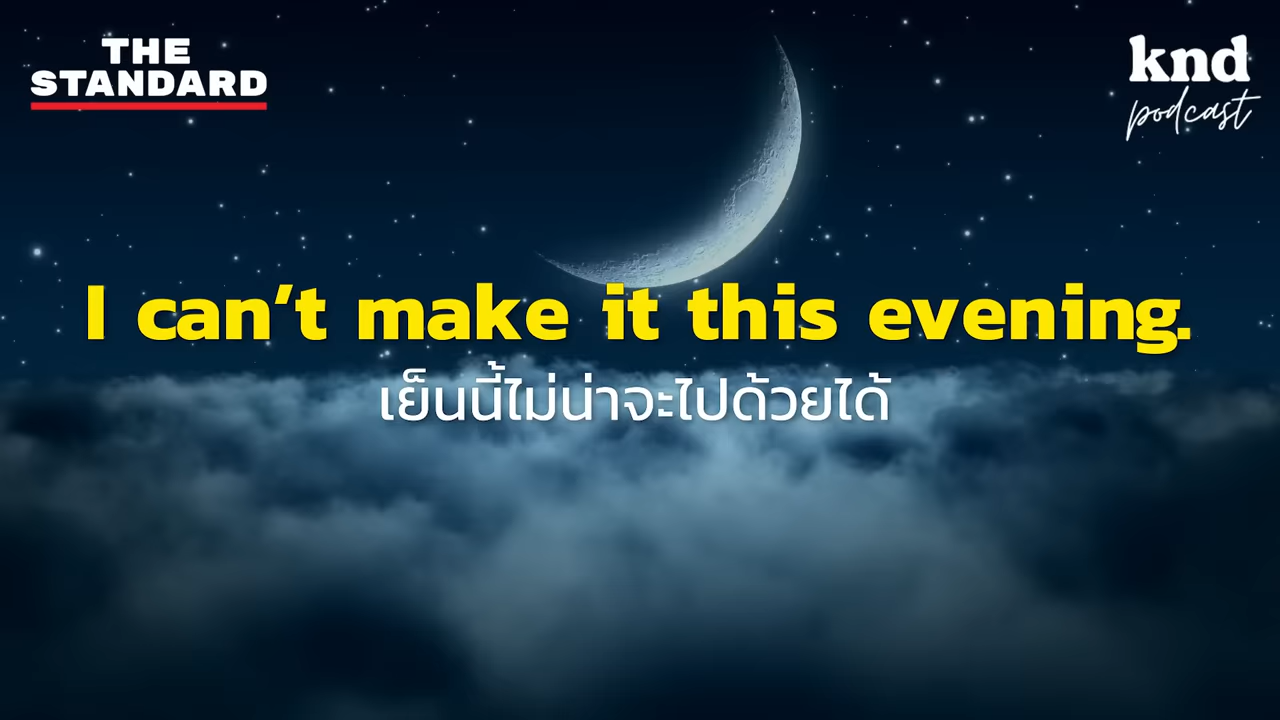 THE
STANDARD
knd
podcast
I can’t make it this evening.
เย็นนี้ไม่น่าจะไปด้วยได้